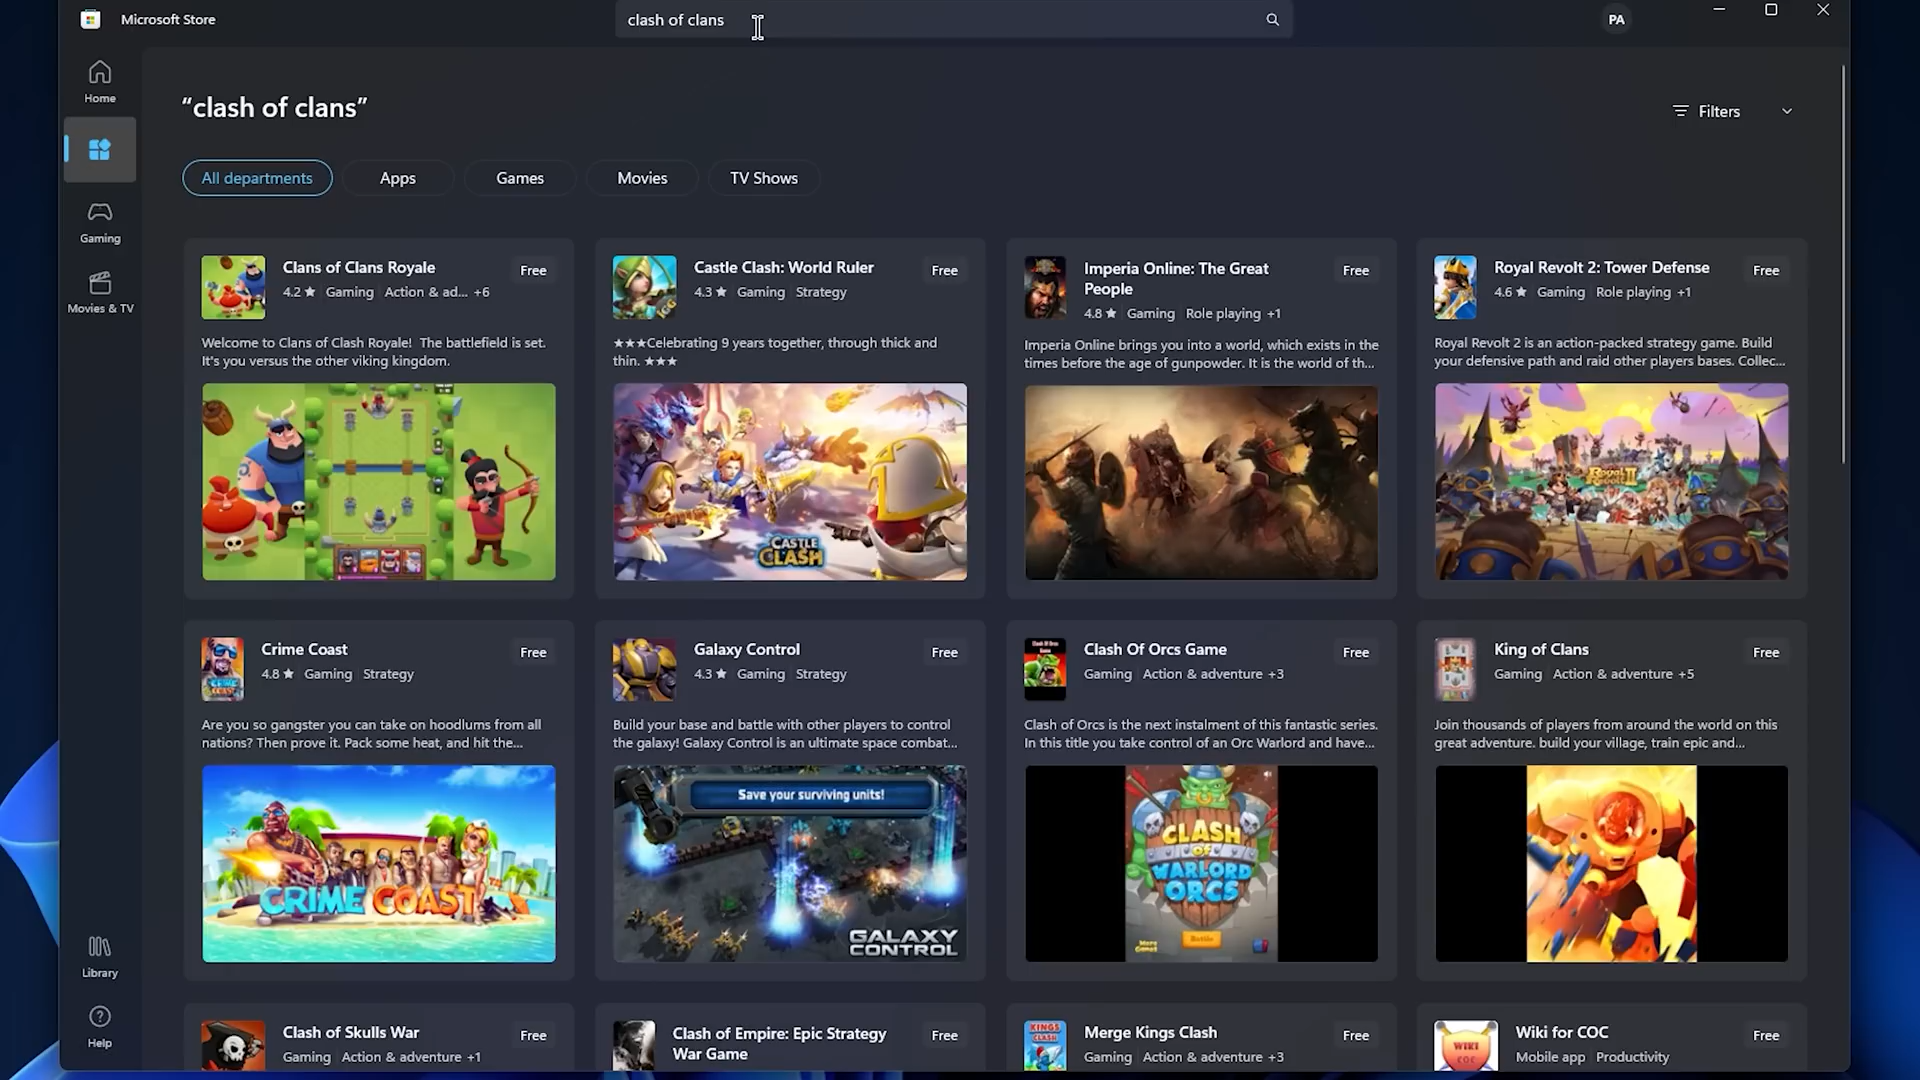 Microsoft Store
clash of clans
PA
Home
Gaming
Movies & TV
Library
Help
“clash of clans”
Filters
All departments
Apps
Games
Movies
TV Shows
Clans of Clans Royale
Free
4.2 ★ Gaming Action & ad... +6
Welcome to Clans of Clash Royale! The battlefield is set.
It's you versus the other viking kingdom.
Castle Clash: World Ruler
Free
4.3 ★ Gaming Strategy
★★★Celebrating 9 years together, through thick and
thin. ★★★
CASTLE
CLASH
Imperia Online: The Great
People
Free
4.8 ★ Gaming Role playing +1
Imperia Online brings you into a world, which exists in the
times before the age of gunpowder. It is the world of th...
Royal Revolt 2: Tower Defense
Free
4.6 ★ Gaming Role playing +1
Royal Revolt 2 is an action-packed strategy game. Build
your defensive path and raid other players bases. Collec...
Royal
Revolt II
Crime Coast
Free
4.8 ★ Gaming Strategy
Are you so gangster you can take on hoodlums from all
nations? Then prove it. Pack some heat, and hit the...
CRIME COAST
Galaxy Control
Free
4.3 ★ Gaming Strategy
Build your base and battle with other players to control
the galaxy! Galaxy Control is an ultimate space combat...
Save your surviving units!
GALAXY
CONTROL
Clash Of Orcs Game
Free
Gaming Action & adventure +3
Clash of Orcs is the next instalment of this fantastic series.
In this title you take control of an Orc Warlord and have...
CLASH
OF
WARLORD
ORCS
Battle
More
Games
King of Clans
Free
Gaming Action & adventure +5
Join thousands of players from around the world on this
great adventure. build your village, train epic and...
Clash of Skulls War
Free
Gaming Action & adventure +1
Clash of Empire: Epic Strategy
War Game
Free
KINGS
CLASH
Merge Kings Clash
Free
Gaming Action & adventure +3
WIKI
COC
Wiki for COC
Free
Mobile app Productivity